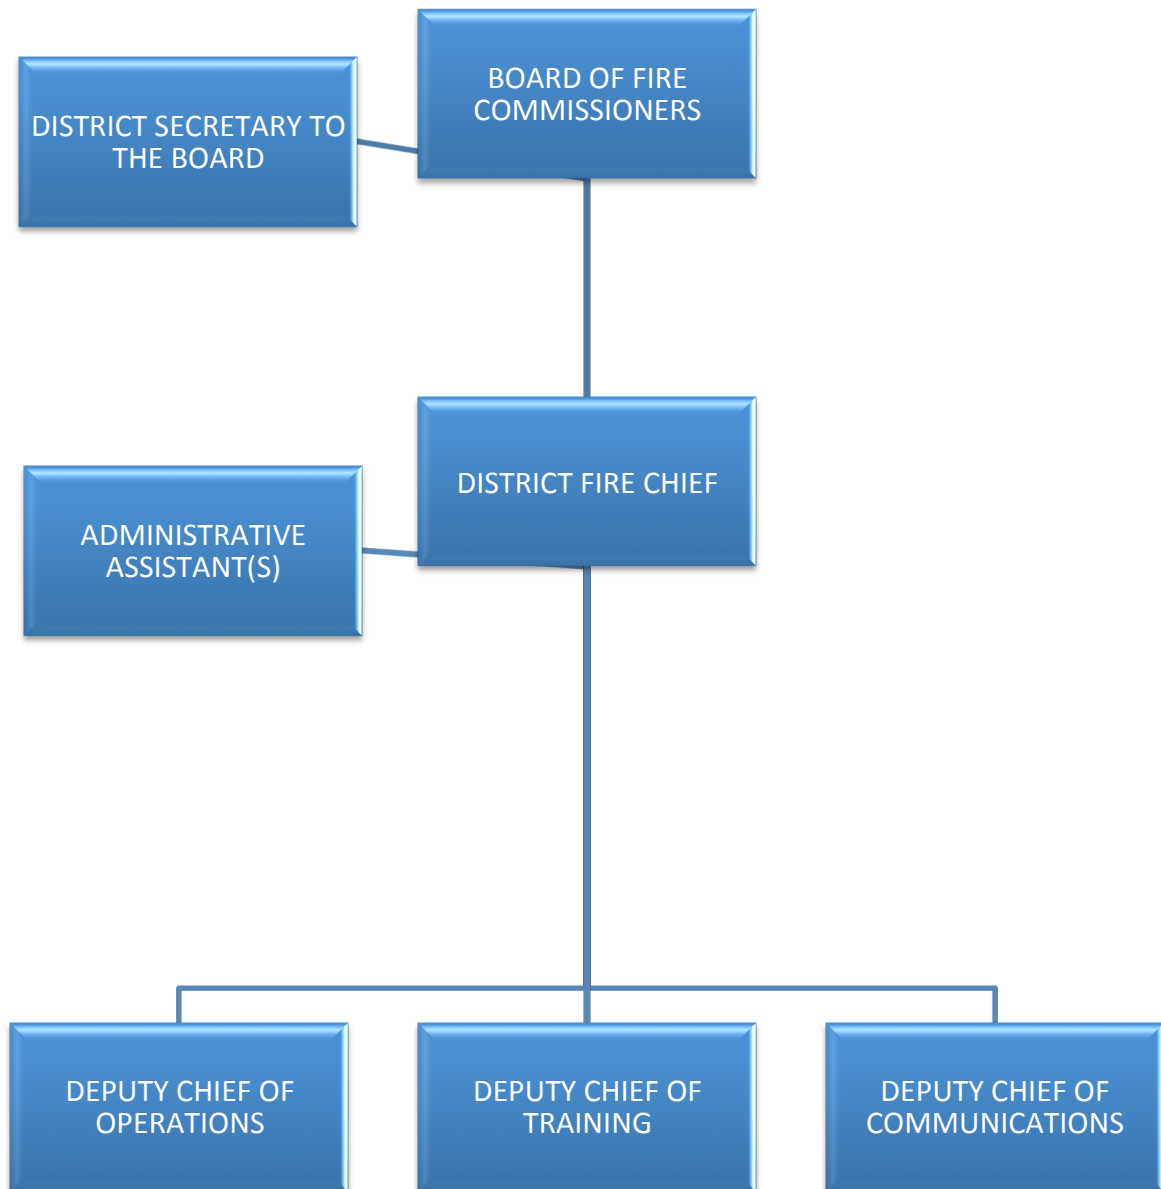 BOARD OF FIRE
COMMISSIONERS
DISTRICT SECRETARY TO
THE BOARD
DISTRICT FIRE CHIEF
ADMINISTRATIVE
ASSISTANT(S)
DEPUTY CHIEF OF
OPERATIONS
DEPUTY CHIEF OF
TRAINING
DEPUTY CHIEF OF
COMMUNICATIONS